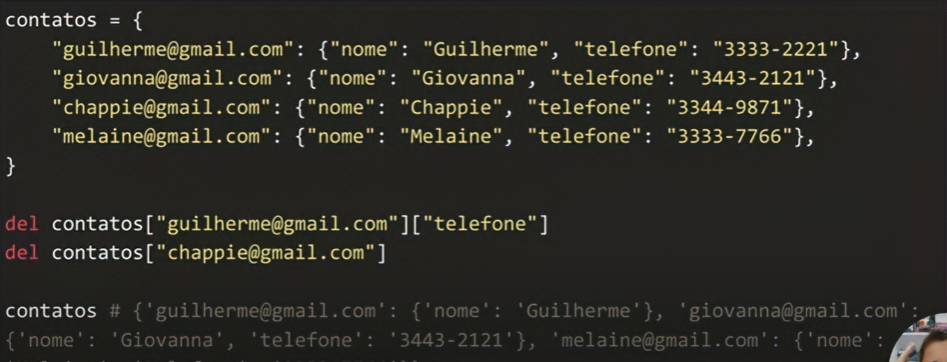 contatos = {
    "guilherme@gmail.com": {"nome": "Guilherme", "telefone": "3333-2221"},
    "giovanna@gmail.com": {"nome": "Giovanna", "telefone": "3443-2121"},
    "chappie@gmail.com": {"nome": "Chappie", "telefone": "3344-9871"},
    "melaine@gmail.com": {"nome": "Melaine", "telefone": "3333-7766"},
}
del contatos["guilherme@gmail.com"]["telefone"]
del contatos["chappie@gmail.com"]
contatos # {'guilherme@gmail.com': {'nome': 'Guilherme'}, 'giovanna@gmail.com':
{'nome': 'Giovanna', 'telefone': '3443-2121'}, 'melaine@gmail.com': {'nome':